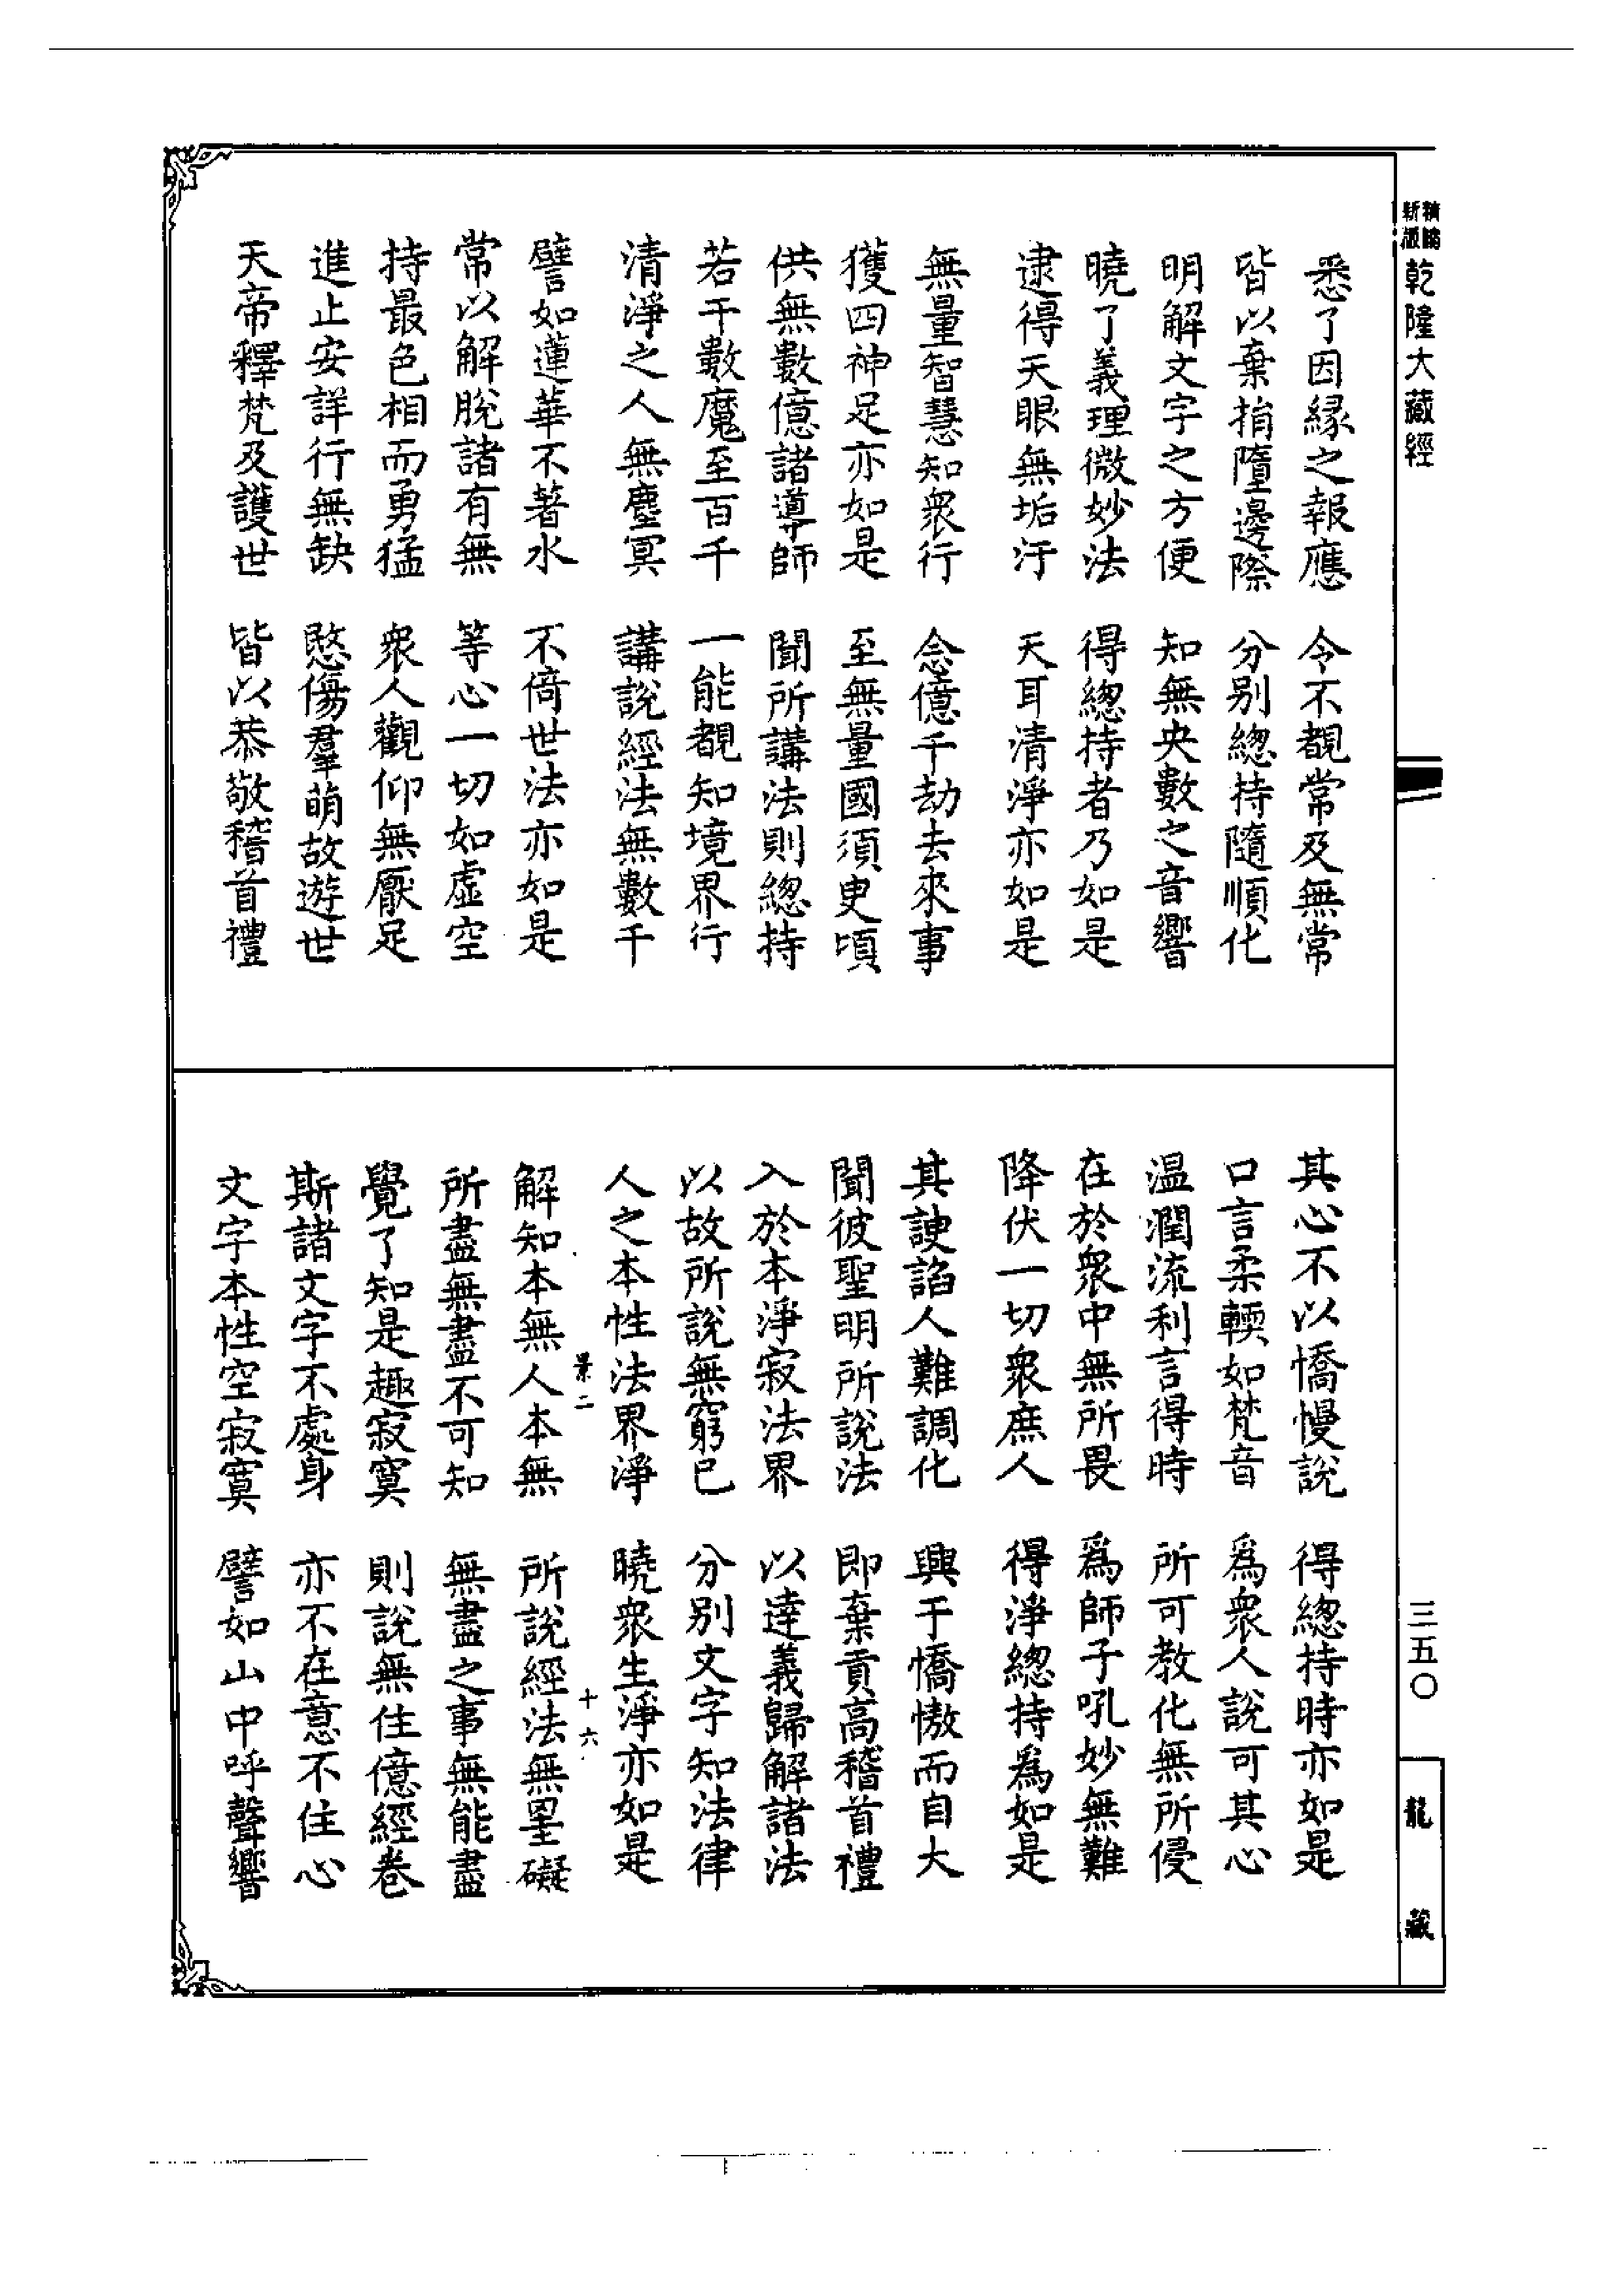 精縮新版乾隆大藏經
悉了因緣之報應　今不覩常及無常
皆以棄捐墮邊際　分別總持隨順化
明解文字之方便　知無央數之音響
曉了義理微妙法　得總持者乃如是
逮得天眼無垢汙　天耳清淨亦如是
無量智慧知衆行　念億千劫去來事
獲四神足亦如是　至無量國須臾頃
供無數億諸導師　聞所講法則總持
若干數魔至百千　一能覩知境界行
清淨之人無塵冥　講說經法無數千
譬如蓮華不著水　不倚世法亦如是
常以解脫諸有無　等心一切如虛空
持最色相而勇猛　衆人觀仰無厭足
進止安詳行無缺　愍傷羣萌故遊世
天帝釋梵及護世　皆以恭敬稽首禮
其心不以憍慢說　得總持時亦如是
口言柔輭如梵音　爲衆人說可其心
温潤流利言得時　所可教化無所侵
在於衆中無所畏　爲師子吼妙無難
降伏一切衆庶人　得淨總持爲如是
其諛諂人難調化　興于憍慠而自大
聞彼聖明所說法　即棄貢高稽首禮
入於本淨寂法界　以達義歸解諸法
以故所說無窮已　分別文字知法律
人之本性法界淨　曉衆生淨亦如是
景二　十六
解知本無人本無　所說經法無罣礙
所盡無盡不可知　無盡之事無能盡
覺了知是趣寂寞　則說無住億經卷
斯諸文字不處身　亦不在意不住心
文字本性空寂寞　譬如山中呼聲響
三五〇
龍藏